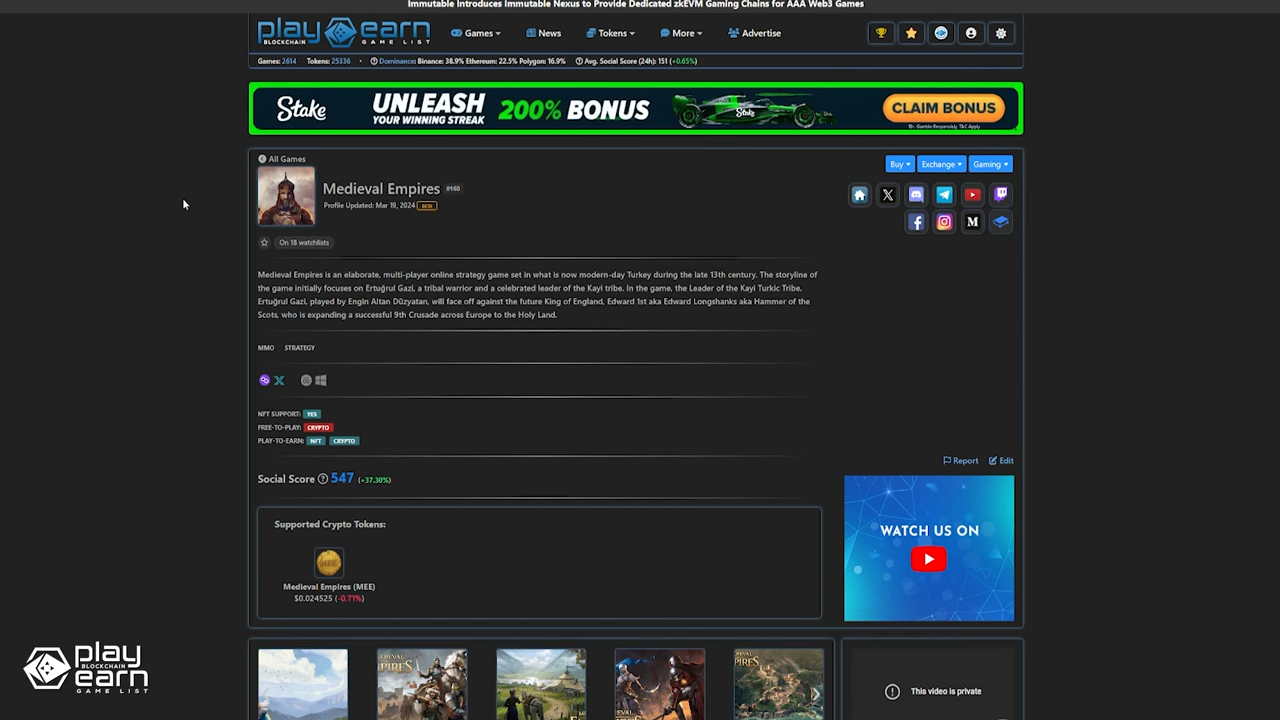 Immutable Introduces Immutable Nexus to Provide Dedicated zkEVM Gaming Chains for AAA Web3 Games
play earn
BLOCKCHAIN GAME LIST
Games
News
Tokens
More
Advertise
Games: 2614 Tokens: 25336 • Dominance: Binance: 38.9% Ethereum: 22.5% Polygon: 16.9% Avg. Social Score (24h): 151 (+0.65%)
Stake
UNLEASH
YOUR WINNING STREAK
200% BONUS
Stake
CLAIM BONUS
18+, Gamble Responsibly, T&C Apply
All Games
Buy
Exchange
Gaming
Medieval Empires #160
Profile Updated: Mar 19, 2024 BETA
On 18 watchlists
Medieval Empires is an elaborate, multi-player online strategy game set in what is now modern-day Turkey during the late 13th century. The storyline
of the game initially focuses on Ertuğrul Gazi, a tribal warrior and a celebrated leader of the Kayi tribe. In the game, the Leader of the Kayi Turkic Tribe,
Ertuğrul Gazi, played by Engin Altan Düzyatan, will face off against the future King of England, Edward 1st aka Edward Longshanks aka Hammer of the
Scots, who is expanding a successful 9th Crusade across Europe to the Holy Land.
MMO STRATEGY
NFT SUPPORT: YES
FREE-TO-PLAY: CRYPTO
PLAY-TO-EARN: NFT CRYPTO
Report Edit
Social Score 547 (+37.30%)
WATCH US ON
Supported Crypto Tokens:
MEE
Medieval Empires (MEE)
$0.024525 (-0.71%)
This video is private
play
BLOCKCHAIN
earn
GAME LIST